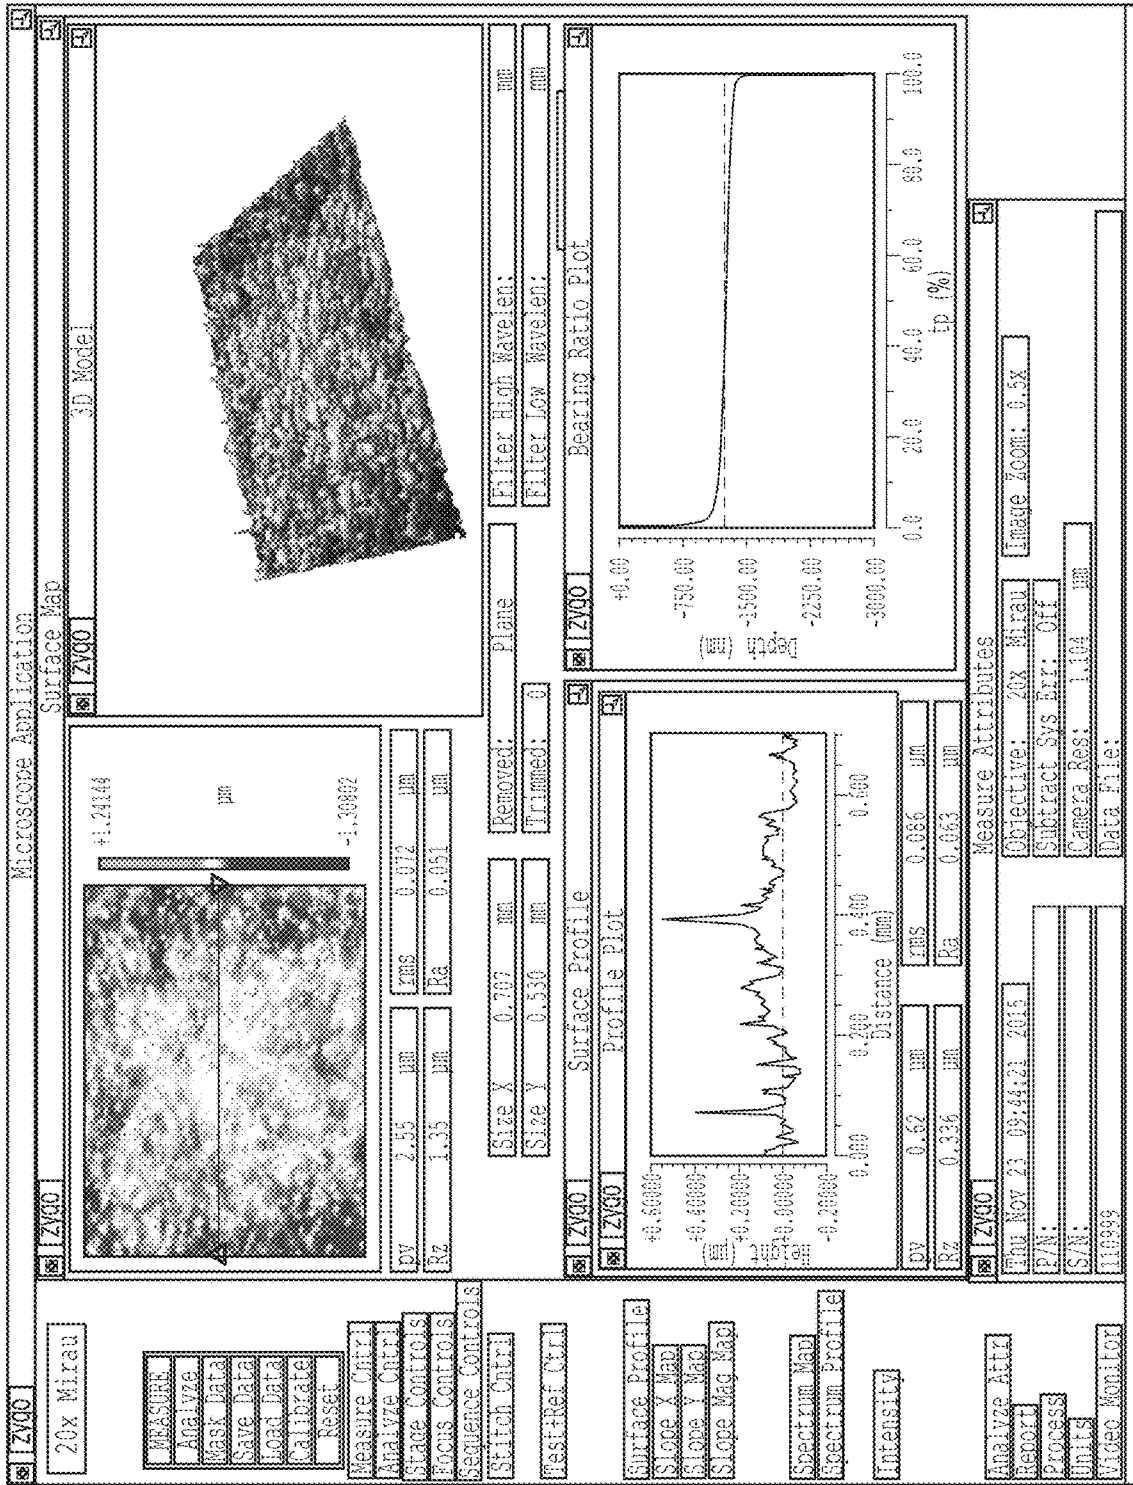 zygo Microscope Application
20x Mirau
MEASURE
Analyze
Mask Data
Save Data
Load Data
Calibrate
Reset
Measure Cntrl
Analyze Cntrl
Stage Controls
Focus Controls
Sequence Controls
Stitch Cntrl
TestRef Ctrl
Surface Profile
Slope X Map
Slope Y Map
Slope Mag Map
Spectrum Map
Spectrum Profile
Intensity
Analyze Attr
Report
Process
Units
Video Monitor
zygo Surface Map
+1.24144
µm
-1.30802
pv 2.55 µm
rms 0.072 µm
Rz 1.35 µm
Ra 0.051 µm
zygo 3D Model
Size X 0.707 mm
Size Y 0.530 mm
Removed: Plane
Trimmed: 0
Filter High Wavelen: mm
Filter Low Wavelen: mm
zygo Surface Profile
zygo Profile Plot
Height (µm)
+0.60000
+0.40000
+0.20000
+0.00000
-0.20000
0.000 0.200 0.400 0.600
Distance (mm)
pv 0.62 µm
rms 0.086 µm
Rz 0.336 µm
Ra 0.063 µm
zygo Bearing Ratio Plot
Depth (nm)
+0.00
-750.00
-1500.00
-2250.00
-3000.00
0.0 20.0 40.0 60.0 80.0 100.0
tp (%)
zygo Measure Attributes
Thu Nov 23 09:44:21 2015
P/N:
S/N:
118999
Objective: 20x Mirau
Image Zoom: 0.5X
Subtract Sys Err: Off
Camera Res: 1.104 µm
Data File: